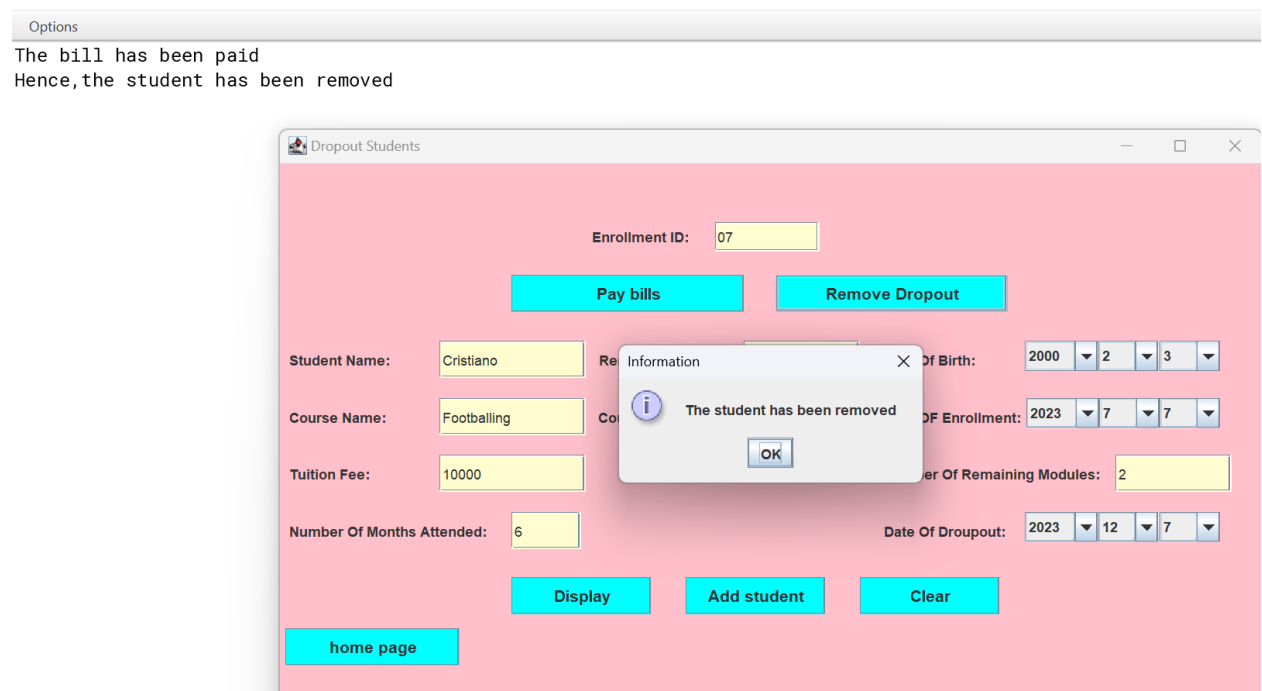 Options
The bill has been paid
Hence,the student has been removed
Dropout Students
Enrollment ID: 07
Pay bills Remove Dropout
Student Name: Cristiano Of Birth: 2000 2 3
Information
The student has been removed
OK
Course Name: Footballing OF Enrollment: 2023 7 7
Tuition Fee: 10000 Of Remaining Modules: 2
Number Of Months Attended: 6 Date Of Droupout: 2023 12 7
Display Add student Clear
home page